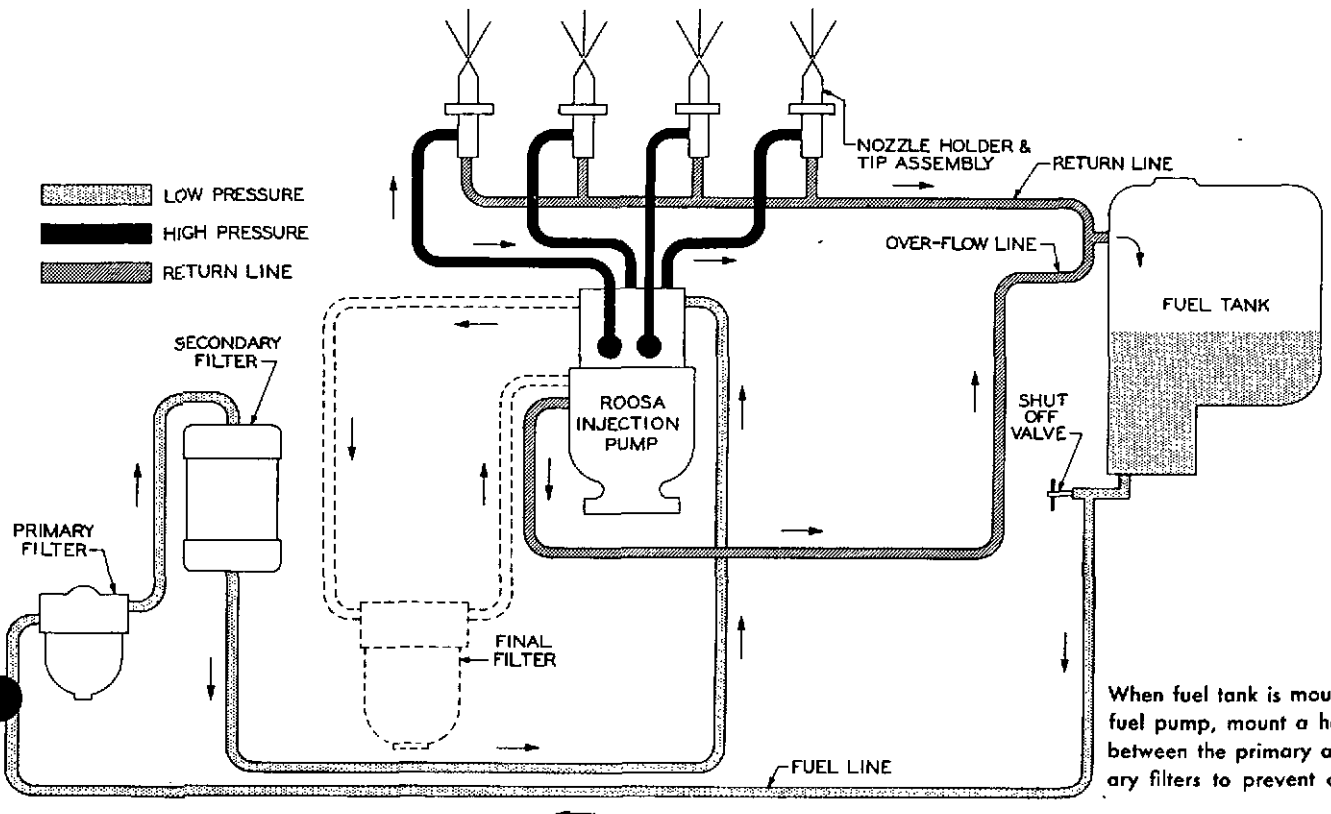 NOZZLE HOLDER &
TIP ASSEMBLY
RETURN LINE
LOW PRESSURE
HIGH PRESSURE
RETURN LINE
OVER-FLOW LINE
FUEL TANK
SECONDARY
FILTER
ROOSA
INJECTION
PUMP
SHUT
OFF
VALVE
PRIMARY
FILTER
FINAL
FILTER
FUEL LINE
When fuel tank is
fuel pump, mount a
between the primary
ary filters to prevent